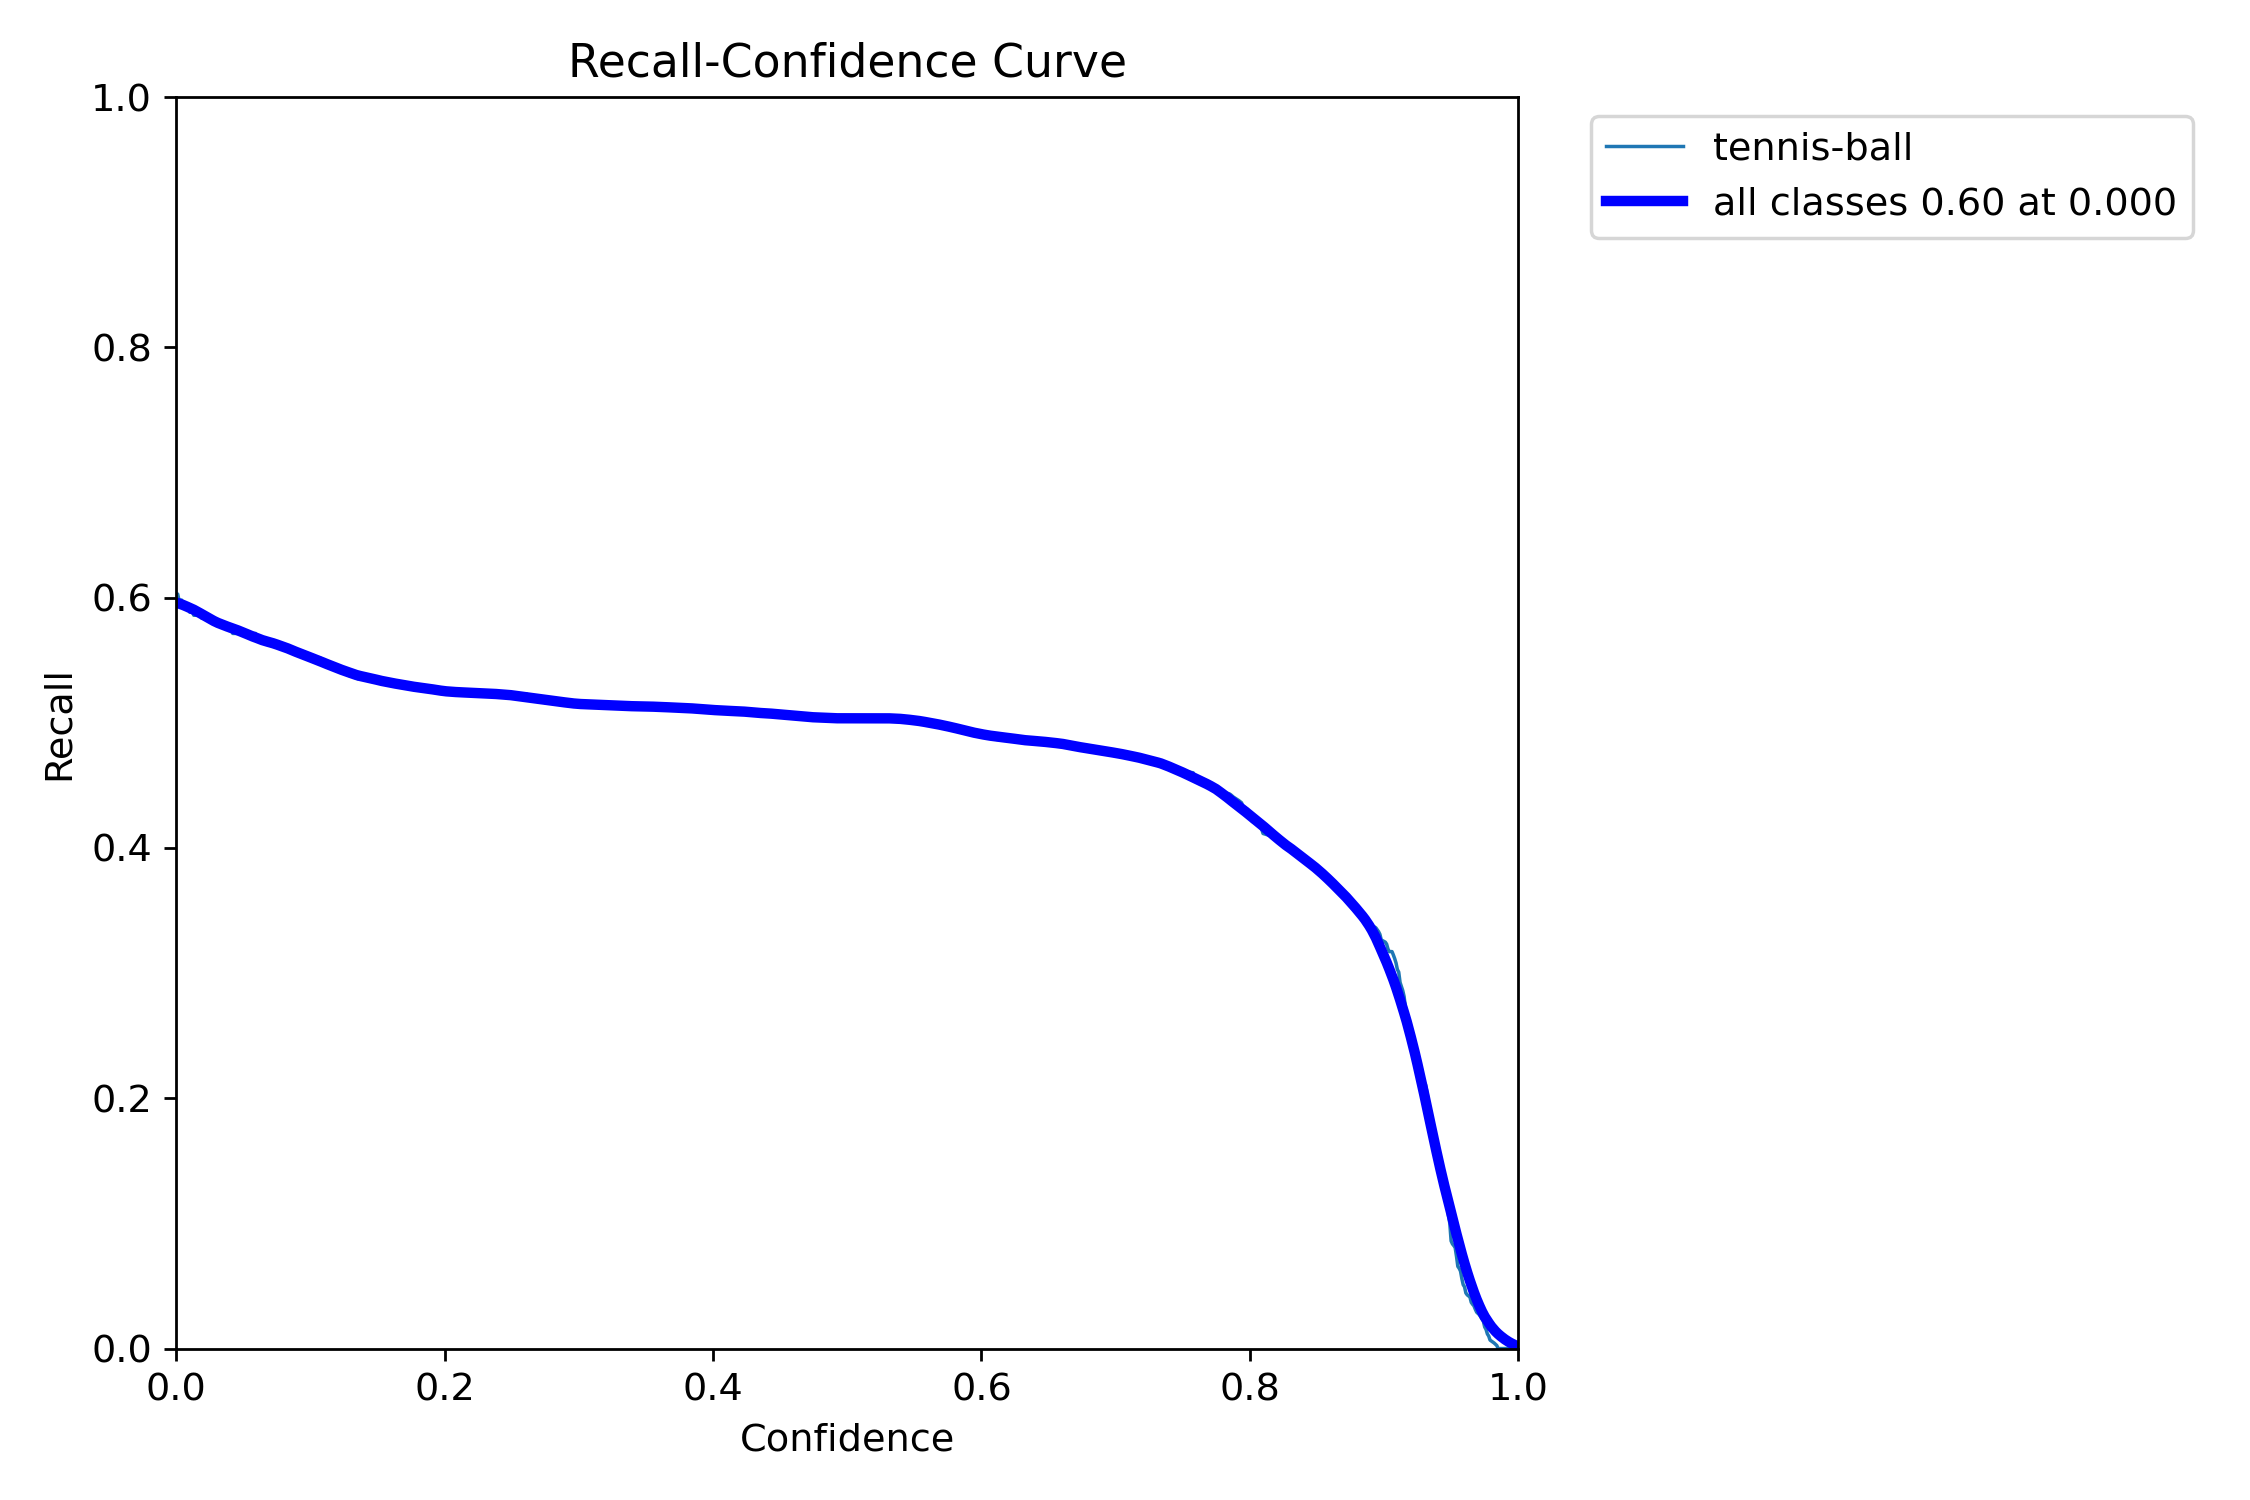 Recall-Confidence Curve
1.0
0.8
0.6
0.4
0.2
0.0
Recall
0.0 0.2 0.4 0.6 0.8 1.0
Confidence
tennis-ball
all classes 0.60 at 0.000